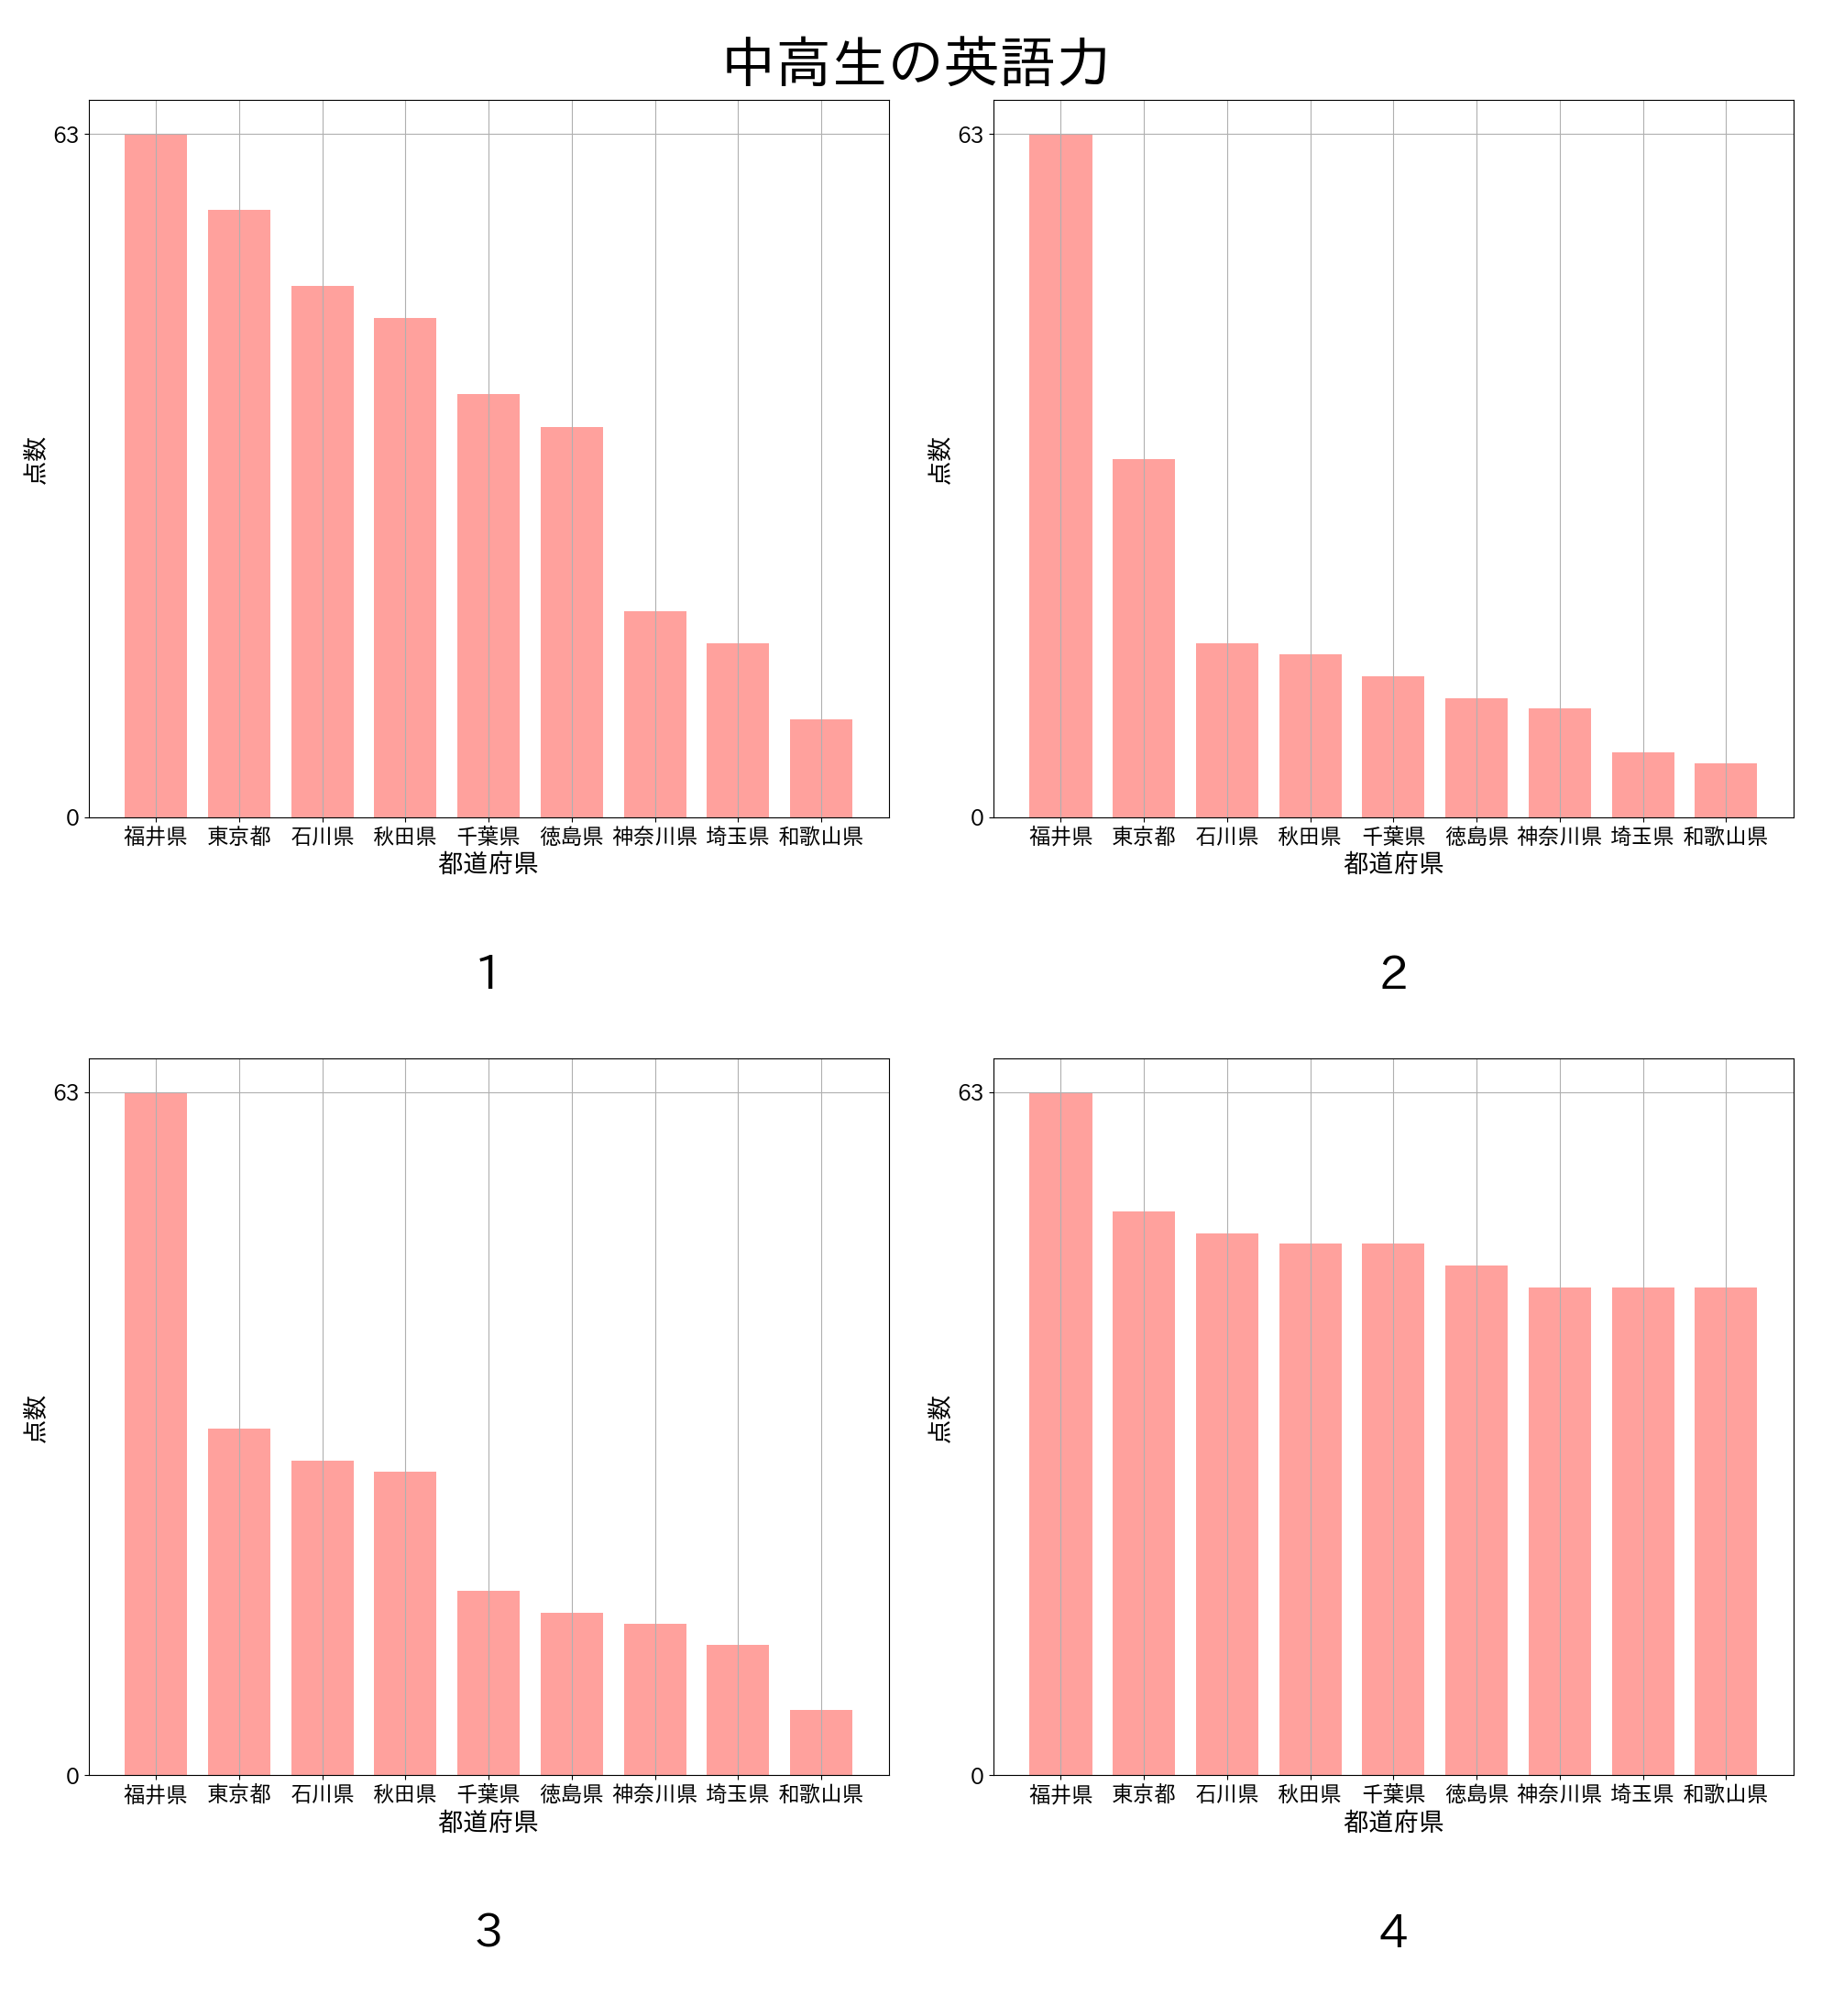 中高生の英語力
63
点数
0
福井県 東京都 石川県 秋田県 千葉県 徳島県 神奈川県 埼玉県 和歌山県
都道府県
1
63
点数
0
福井県 東京都 石川県 秋田県 千葉県 徳島県 神奈川県 埼玉県 和歌山県
都道府県
2
63
点数
0
福井県 東京都 石川県 秋田県 千葉県 徳島県 神奈川県 埼玉県 和歌山県
都道府県
3
63
点数
0
福井県 東京都 石川県 秋田県 千葉県 徳島県 神奈川県 埼玉県 和歌山県
都道府県
4